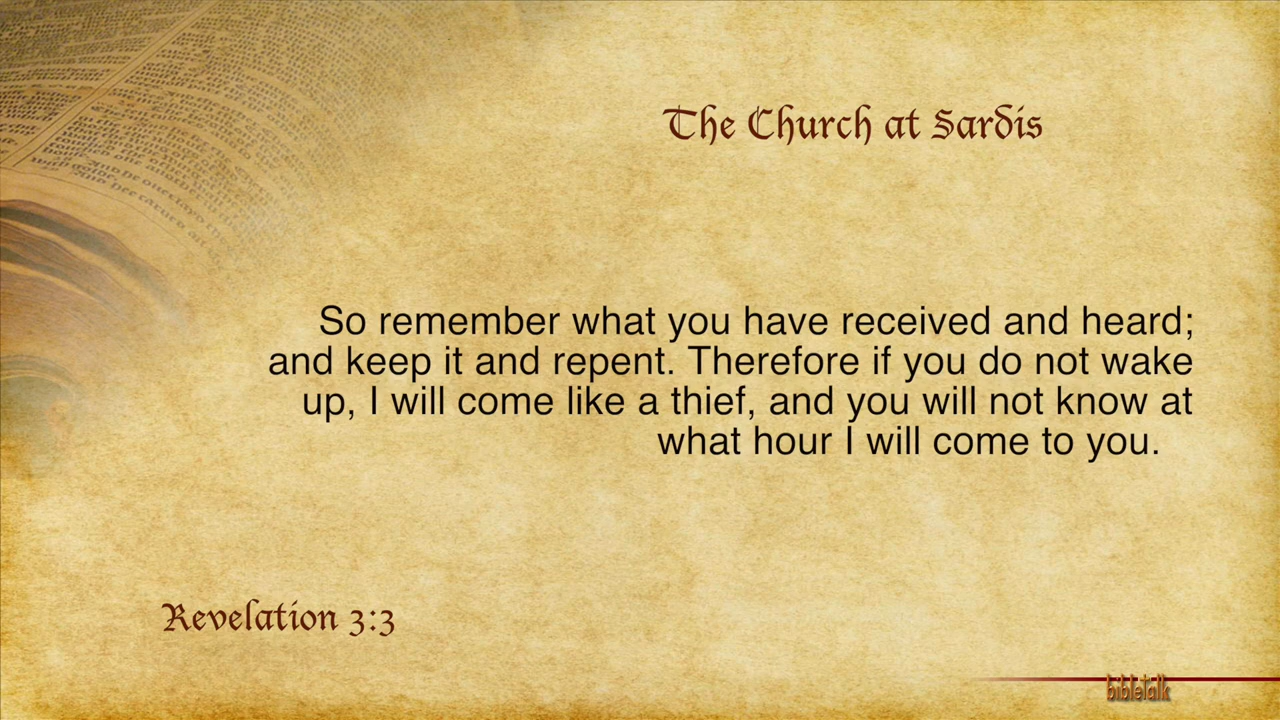 The Church at Sardis
So remember what you have received and heard;
and keep it and repent. Therefore if you do not wake
up, I will come like a thief, and you will not know at
what hour I will come to you.
Revelation 3:3
bibletalk